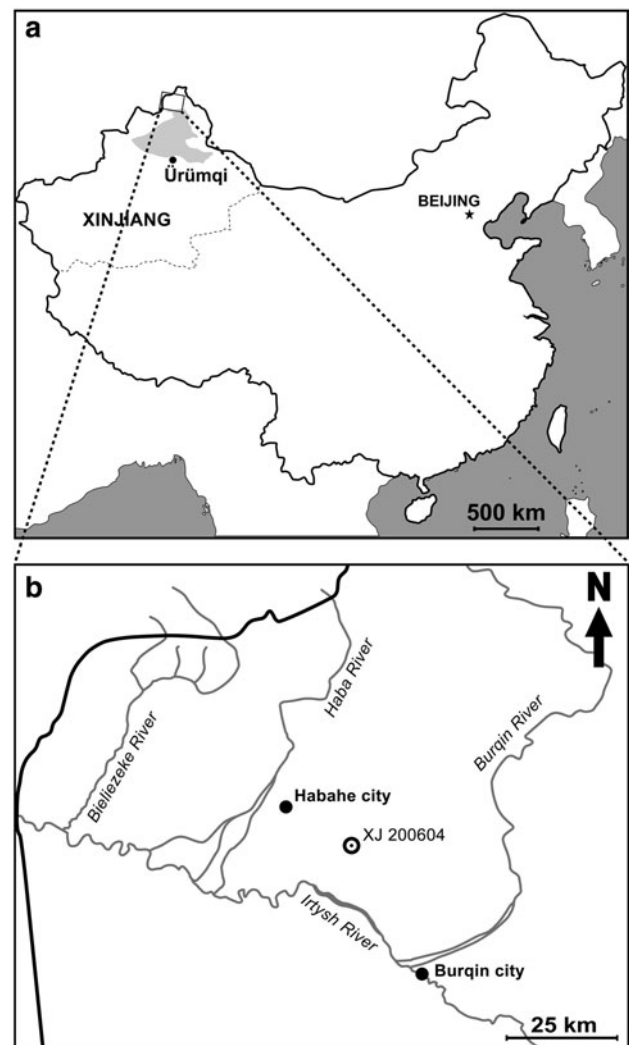 a
Ürümqi
XINJIANG
BEIJING
500 km
b
N
Haba River
Burqin River
Bieliezeke River
Habahe city
XJ 200604
Irtysh River
Burqin city
25 km